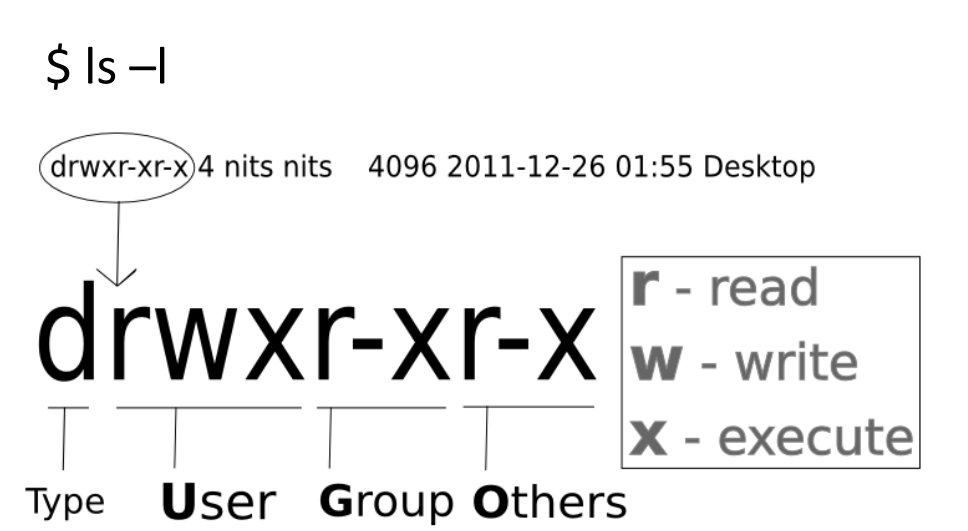 $ ls –l
drwxr-xr-x 4 nits nits 4096 2011-12-26 01:55 Desktop
drwxr-xr-x
r - read
w - write
x - execute
Type User Group Others